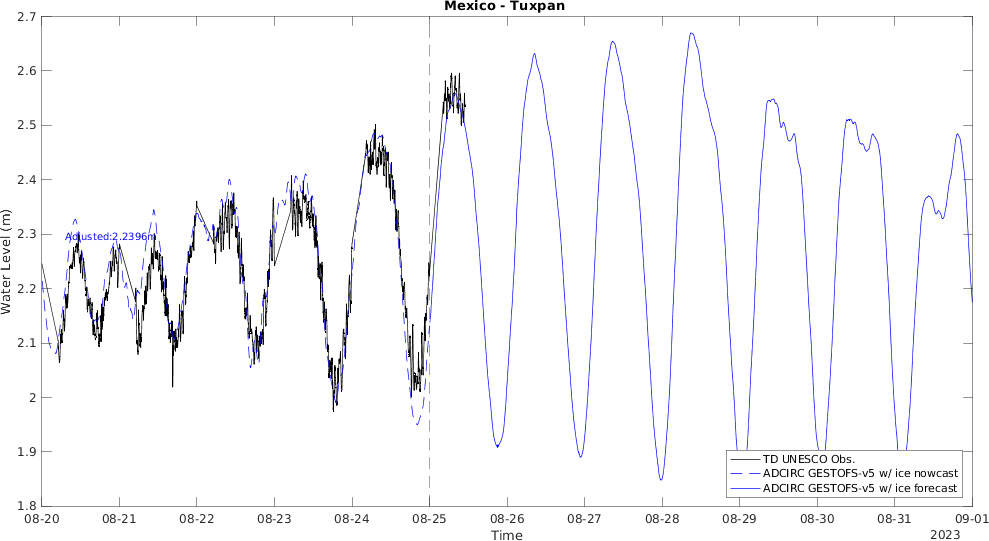 Mexico - Tuxpan
2.7
2.6
2.5
2.4
2.3
2.2
2.1
2
1.9
1.8
Water Level (m)
Adjusted:2.2396m
TD UNESCO Obs.
ADCIRC GESTOFS-v5 w/ ice nowcast
ADCIRC GESTOFS-v5 w/ ice forecast
08-20 08-21 08-22 08-23 08-24 08-25 08-26 08-27 08-28 08-29 08-30 08-31 09-01
Time
2023